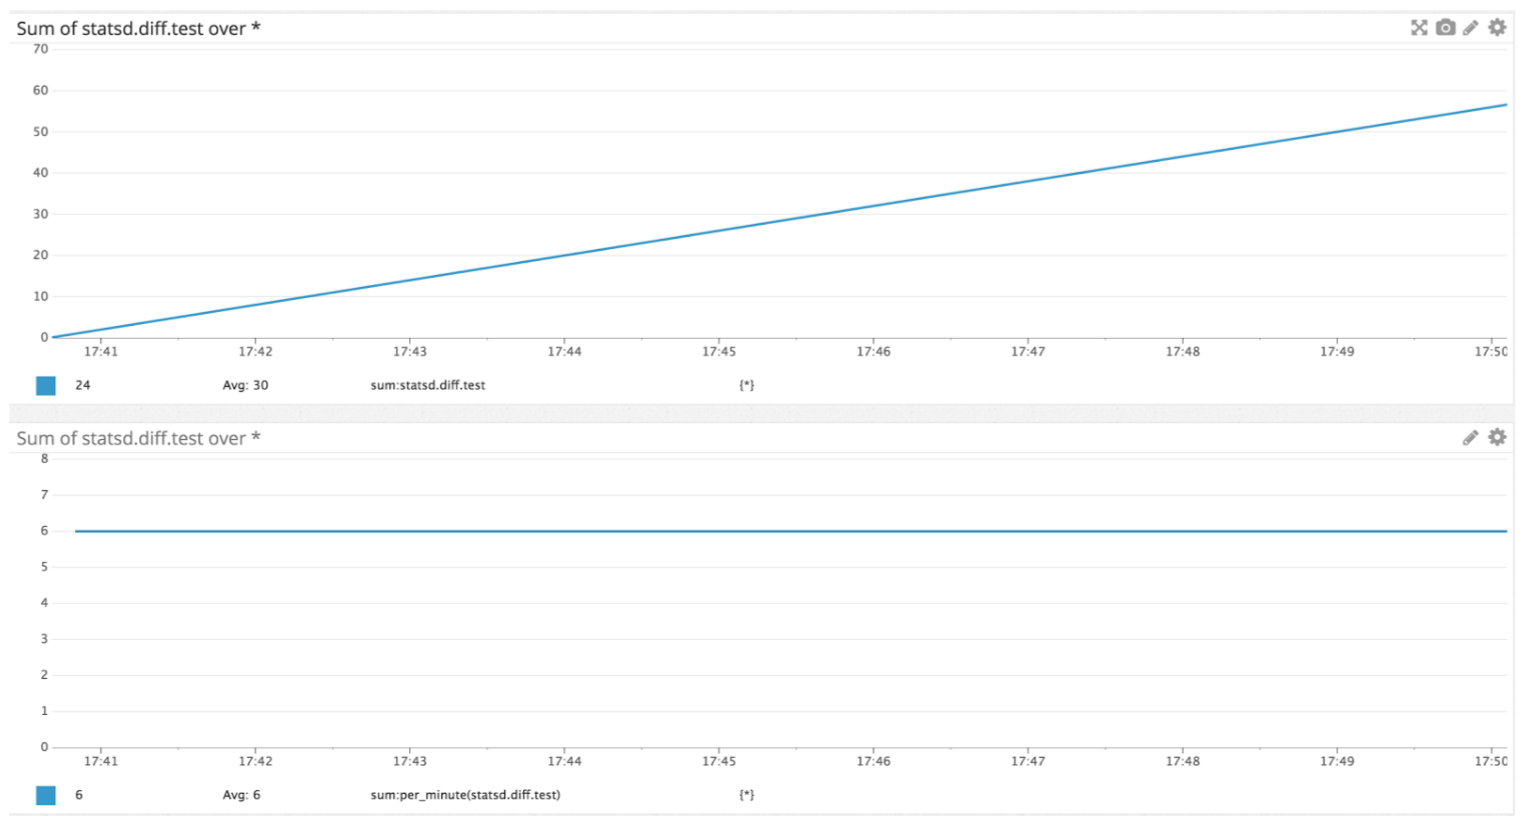 Sum of statsd.diff.test over *
70
60
50
40
30
20
10
0
17:41 17:42 17:43 17:44 17:45 17:46 17:47 17:48 17:49 17:50
24 Avg: 30 sum:statsd.diff.test {*}
Sum of statsd.diff.test over *
8
7
6
5
4
3
2
1
0
17:41 17:42 17:43 17:44 17:45 17:46 17:47 17:48 17:49 17:50
6 Avg: 6 sum:per_minute(statsd.diff.test) {*}